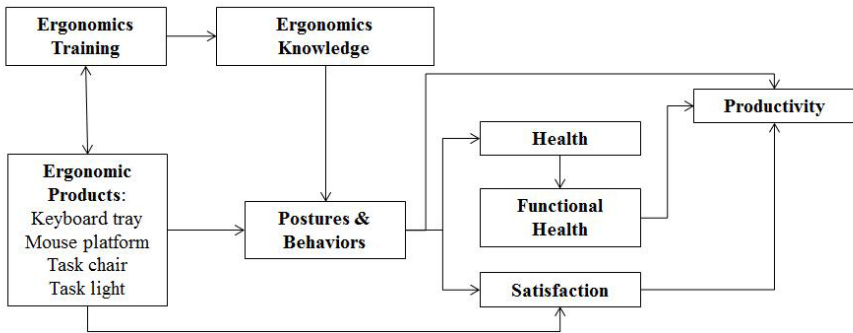 Ergonomics
Training
Ergonomics
Knowledge
Productivity
Health
Ergonomic
Products:
Keyboard tray
Mouse platform
Task chair
Task light
Postures &
Behaviors
Functional
Health
Satisfaction